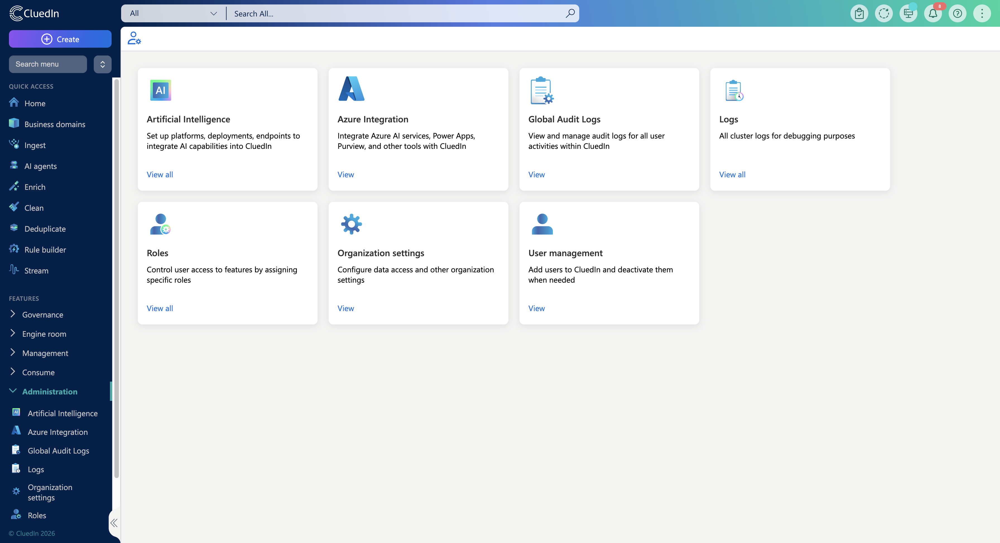 CluedIn
All
Search All...
8
Create
Search menu
QUICK ACCESS
Home
Business domains
Ingest
AI agents
Enrich
Clean
Deduplicate
Rule builder
Stream
FEATURES
Governance
Engine room
Management
Consume
Administration
AI
Artificial Intelligence
Azure Integration
Global Audit Logs
Logs
Organization
settings
Roles
© CluedIn 2026
AI
Artificial Intelligence
Set up platforms, deployments, endpoints to
integrate AI capabilities into CluedIn
View all
Azure Integration
Integrate Azure AI services, Power Apps,
Purview, and other tools with CluedIn
View
Global Audit Logs
View and manage audit logs for all user
activities within CluedIn
View
Logs
All cluster logs for debugging purposes
View all
Roles
Control user access to features by assigning
specific roles
View all
Organization settings
Configure data access and other organization
settings
View
User management
Add users to CluedIn and deactivate them
when needed
View